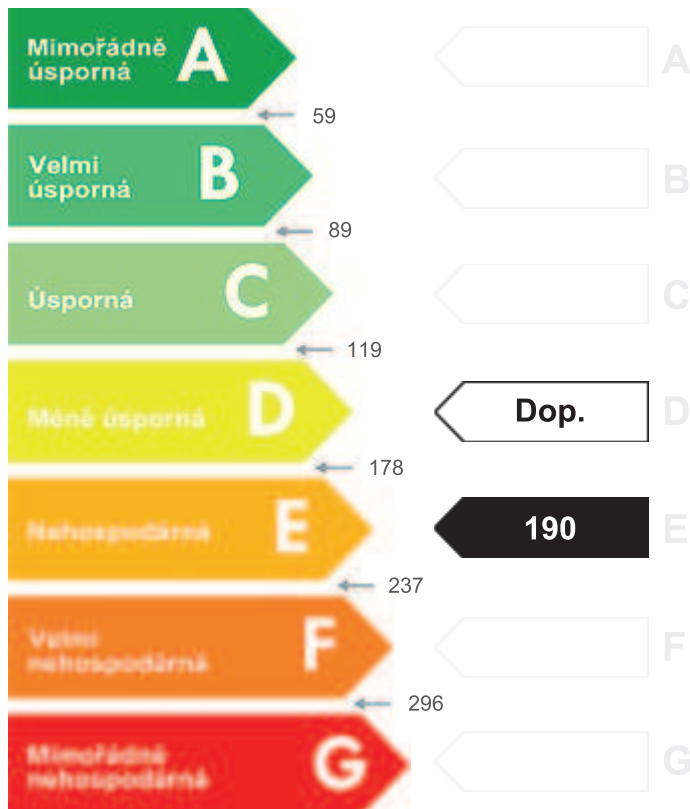 Mimořádně
úsporná
A
A
59
Velmi
úsporná
B
B
89
Úsporná
C
C
119
Méně úsporná
D
Dop.
D
178
Nehospodárná
E
190
E
237
Velmi
nehospodárná
F
F
296
Mimořádně
nehospodárná
G
G